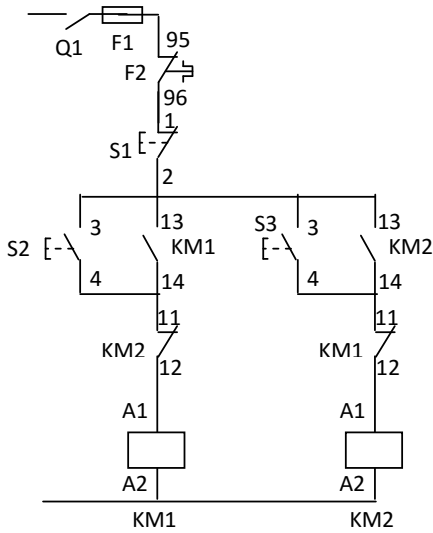 Q1 F1 95
F2
96
1
S1
2
3 13 S3 3 13
S2 KM1 KM2
4 14 4 14
11 11
KM2 KM1
12 12
A1 A1
A2 A2
KM1 KM2